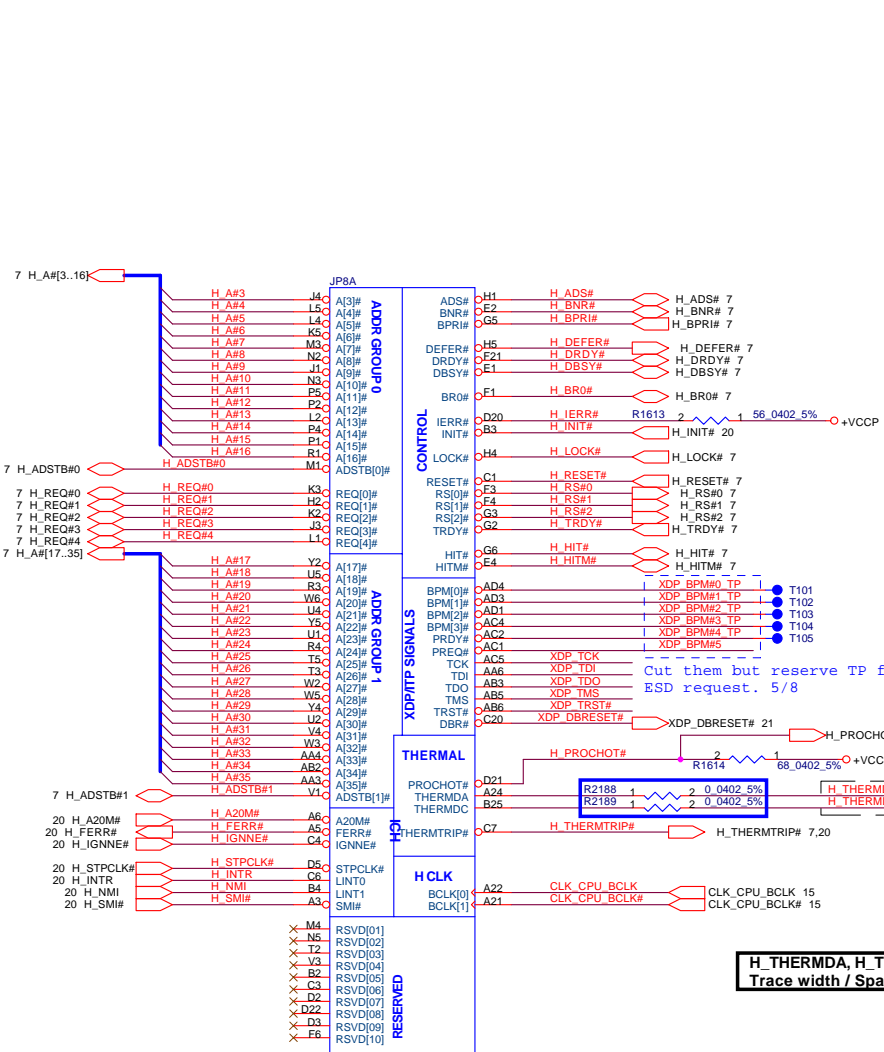 JP8A
7 H_A#[3..16]
H_A#3 J4 A[3]#
H_A#4 L5 A[4]#
H_A#5 L4 A[5]#
H_A#6 K5 A[6]#
H_A#7 M3 A[7]#
H_A#8 N2 A[8]#
H_A#9 J1 A[9]#
H_A#10 N3 A[10]#
H_A#11 P5 A[11]#
H_A#12 P2 A[12]#
H_A#13 L2 A[13]#
H_A#14 P4 A[14]#
H_A#15 P1 A[15]#
H_A#16 R1 A[16]#
7 H_ADSTB#0 H_ADSTB#0 M1 ADSTB[0]#
ADDR GROUP 0
7 H_REQ#0 H_REQ#0 K3 REQ[0]#
7 H_REQ#1 H_REQ#1 H2 REQ[1]#
7 H_REQ#2 H_REQ#2 K2 REQ[2]#
7 H_REQ#3 H_REQ#3 J3 REQ[3]#
7 H_REQ#4 H_REQ#4 L1 REQ[4]#
7 H_A#[17..35]
H_A#17 Y2 A[17]#
H_A#18 U5 A[18]#
H_A#19 R3 A[19]#
H_A#20 W6 A[20]#
H_A#21 U4 A[21]#
H_A#22 Y5 A[22]#
H_A#23 U1 A[23]#
H_A#24 R4 A[24]#
H_A#25 T5 A[25]#
H_A#26 T3 A[26]#
H_A#27 W2 A[27]#
H_A#28 W5 A[28]#
H_A#29 Y4 A[29]#
H_A#30 U2 A[30]#
H_A#31 V4 A[31]#
H_A#32 W3 A[32]#
H_A#33 AA4 A[33]#
H_A#34 AB2 A[34]#
H_A#35 AA3 A[35]#
7 H_ADSTB#1 H_ADSTB#1 V1 ADSTB[1]#
ADDR GROUP 1
20 H_A20M# H_A20M# A6 A20M#
20 H_FERR# H_FERR# A5 FERR#
20 H_IGNNE# H_IGNNE# C4 IGNNE#
ICH
20 H_STPCLK# H_STPCLK# D5 STPCLK#
20 H_INTR H_INTR C6 LINT0
20 H_NMI H_NMI B4 LINT1
20 H_SMI# H_SMI# A3 SMI#
M4 RSVD[01]
N5 RSVD[02]
T2 RSVD[03]
V3 RSVD[04]
B2 RSVD[05]
C3 RSVD[06]
D2 RSVD[07]
D22 RSVD[08]
D3 RSVD[09]
F6 RSVD[10]
RESERVED
CONTROL
ADS# H1 H_ADS# H_ADS# 7
BNR# E2 H_BNR# H_BNR# 7
BPRI# G5 H_BPRI# H_BPRI# 7
DEFER# H5 H_DEFER# H_DEFER# 7
DRDY# F21 H_DRDY# H_DRDY# 7
DBSY# E1 H_DBSY# H_DBSY# 7
BR0# F1 H_BR0# H_BR0# 7
IERR# D20 H_IERR# R1613 2 1 56_0402_5% +VCCP
INIT# B3 H_INIT# H_INIT# 20
LOCK# H4 H_LOCK# H_LOCK# 7
RESET# C1 H_RESET# H_RESET# 7
RS[0]# F3 H_RS#0 H_RS#0 7
RS[1]# F4 H_RS#1 H_RS#1 7
RS[2]# G3 H_RS#2 H_RS#2 7
TRDY# G2 H_TRDY# H_TRDY# 7
HIT# G6 H_HIT# H_HIT# 7
HITM# E4 H_HITM# H_HITM# 7
XDP/ITP SIGNALS
BPM[0]# AD4 XDP_BPM#0_TP T101
BPM[1]# AD3 XDP_BPM#1_TP T102
BPM[2]# AD1 XDP_BPM#2_TP T103
BPM[3]# AC4 XDP_BPM#3_TP T104
PRDY# AC2 XDP_BPM#4_TP T105
PREQ# AC1 XDP_BPM#5
TCK AC5 XDP_TCK
TDI AA6 XDP_TDI
TDO AB3 XDP_TDO
TMS AB5 XDP_TMS
TRST# AB6 XDP_TRST#
DBR# C20 XDP_DBRESET# XDP_DBRESET# 21
Cut them but reserve TP f
ESD request. 5/8
THERMAL
H_PROCHO
PROCHOT# D21 H_PROCHOT# R1614 2 1 68_0402_5% +VCC
THERMDA A24 R2188 1 2 0_0402_5% H_THERM
THERMDC B25 R2189 1 2 0_0402_5% H_THERM
THERMTRIP# C7 H_THERMTRIP# H_THERMTRIP# 7,20
H CLK
BCLK[0] A22 CLK_CPU_BCLK CLK_CPU_BCLK 15
BCLK[1] A21 CLK_CPU_BCLK# CLK_CPU_BCLK# 15
H_THERMDA, H_T
Trace width / Spa